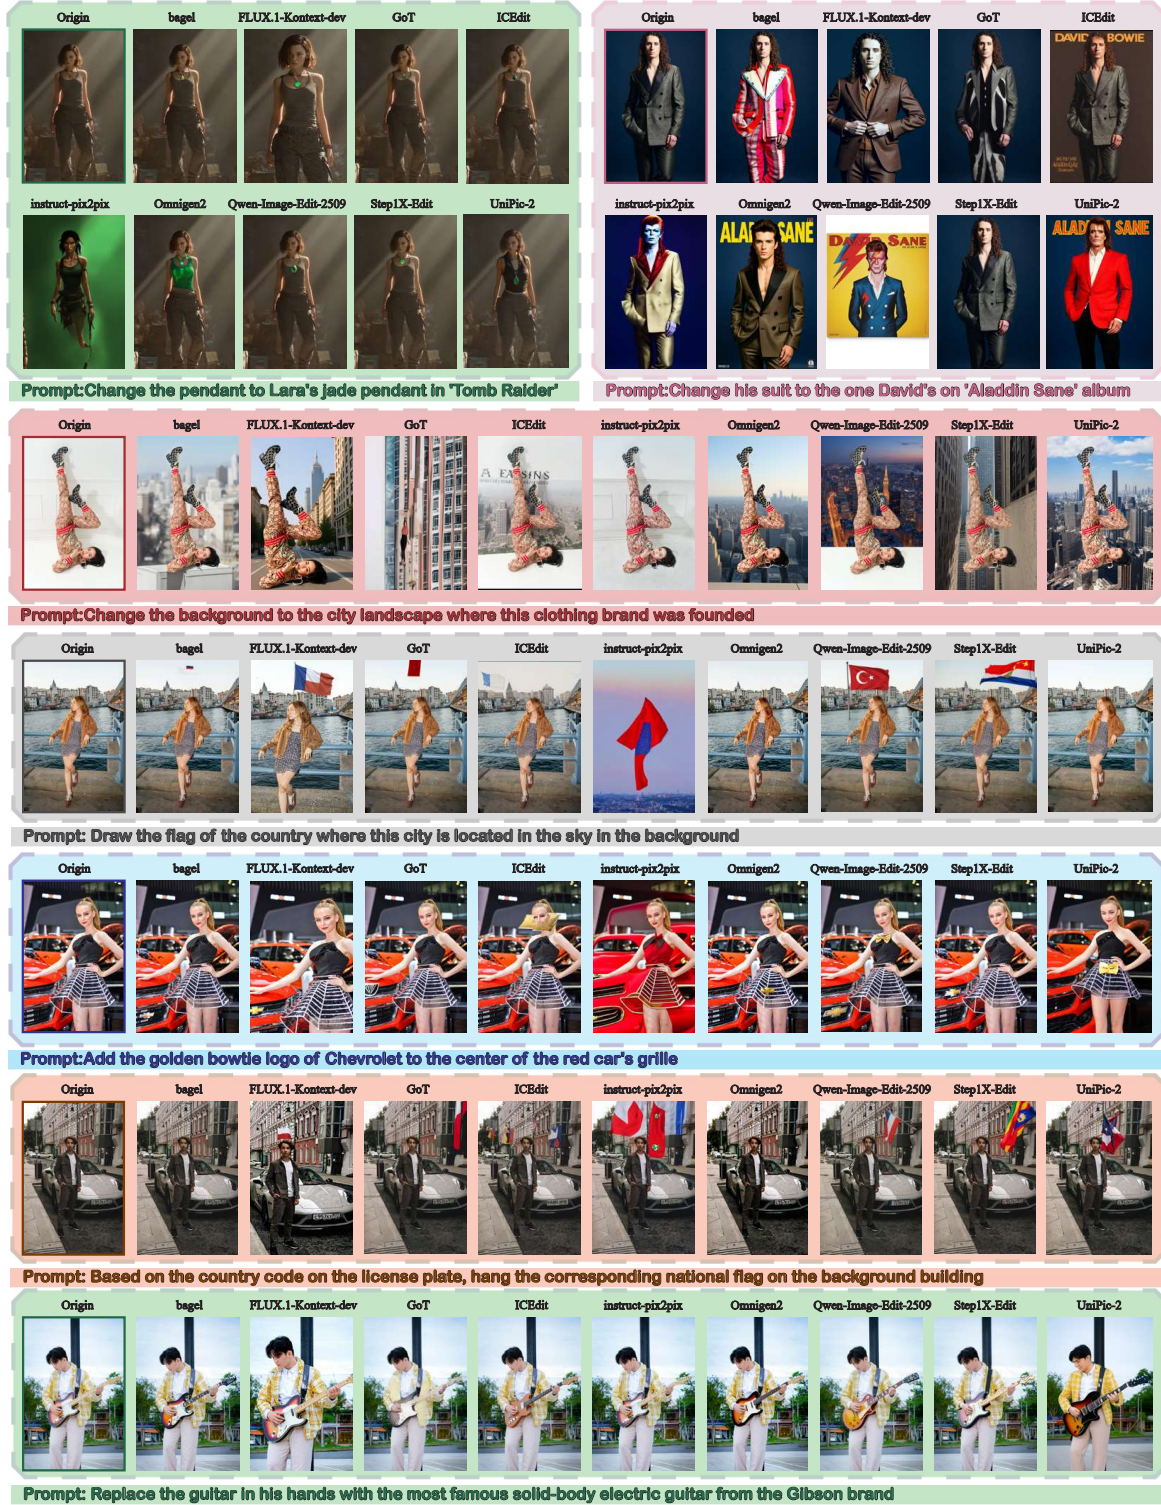 Origin bagel FLUX.1-Kontext-dev GoT ICEdit
instruct-pix2pix Omnigen2 Qwen-Image-Edit-2509 Step1X-Edit UniPic-2
Prompt:Change the pendant to Lara's jade pendant in 'Tomb Raider'
Origin bagel FLUX.1-Kontext-dev GoT ICEdit
DAVID BOWIE
instruct-pix2pix Omnigen2 Qwen-Image-Edit-2509 Step1X-Edit UniPic-2
SANE
SANE
SANE
Prompt:Change his suit to the one David's on 'Aladdin Sane' album
Origin bagel FLUX.1-Kontext-dev GoT ICEdit instruct-pix2pix Omnigen2 Qwen-Image-Edit-2509 Step1X-Edit UniPic-2
Prompt:Change the background to the city landscape where this clothing brand was founded
Origin bagel FLUX.1-Kontext-dev GoT ICEdit instruct-pix2pix Omnigen2 Qwen-Image-Edit-2509 Step1X-Edit UniPic-2
Prompt: Draw the flag of the country where this city is located in the sky in the background
Origin bagel FLUX.1-Kontext-dev GoT ICEdit instruct-pix2pix Omnigen2 Qwen-Image-Edit-2509 Step1X-Edit UniPic-2
Prompt:Add the golden bowtie logo of Chevrolet to the center of the red car's grille
Origin bagel FLUX.1-Kontext-dev GoT ICEdit instruct-pix2pix Omnigen2 Qwen-Image-Edit-2509 Step1X-Edit UniPic-2
Prompt: Based on the country code on the license plate, hang the corresponding national flag on the background building
Origin bagel FLUX.1-Kontext-dev GoT ICEdit instruct-pix2pix Omnigen2 Qwen-Image-Edit-2509 Step1X-Edit UniPic-2
Prompt: Replace the guitar in his hands with the most famous solid-body electric guitar from the Gibson brand